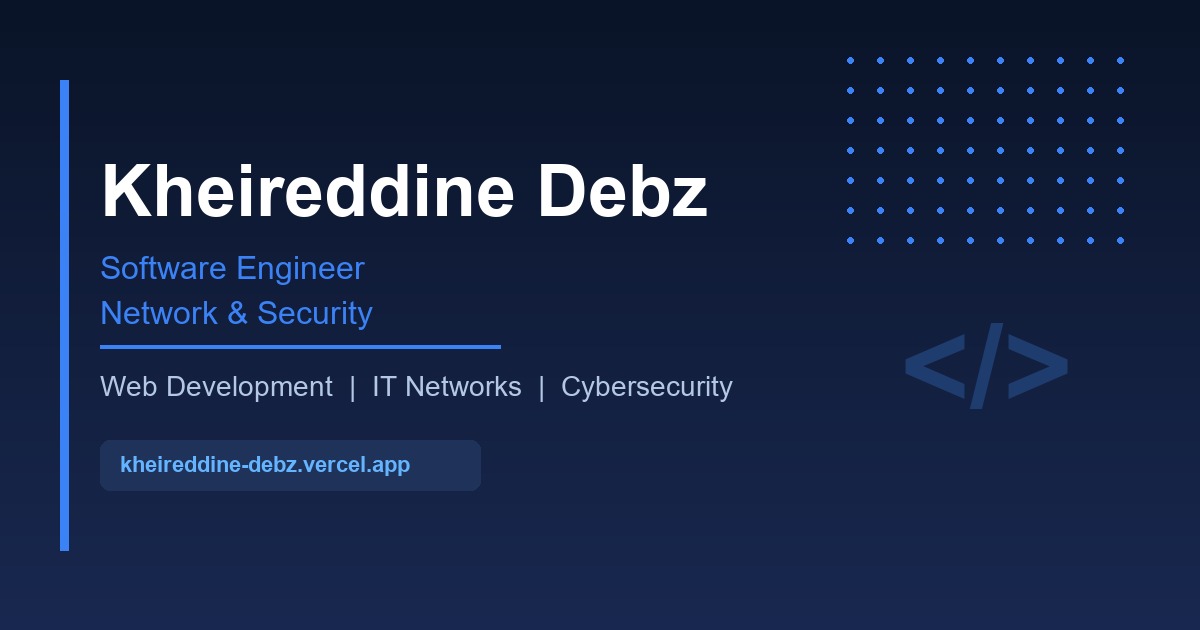 Kheireddine Debz
Software Engineer
Network & Security
Web Development | IT Networks | Cybersecurity
kheireddine-debz.vercel.app
</>